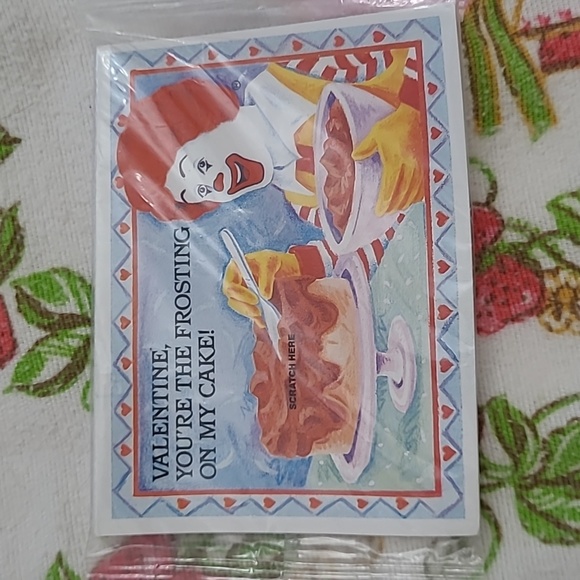 VALENTINE,
YOU'RE THE FROSTING
ON MY CAKE!
SCRATCH HERE